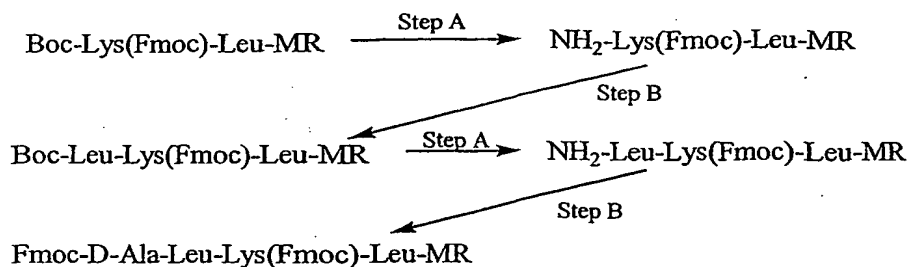 Boc-Lys(Fmoc)-Leu-MR Step A NH2-Lys(Fmoc)-Leu-MR
Step B
Boc-Leu-Lys(Fmoc)-Leu-MR Step A NH2-Leu-Lys(Fmoc)-Leu-MR
Step B
Fmoc-D-Ala-Leu-Lys(Fmoc)-Leu-MR